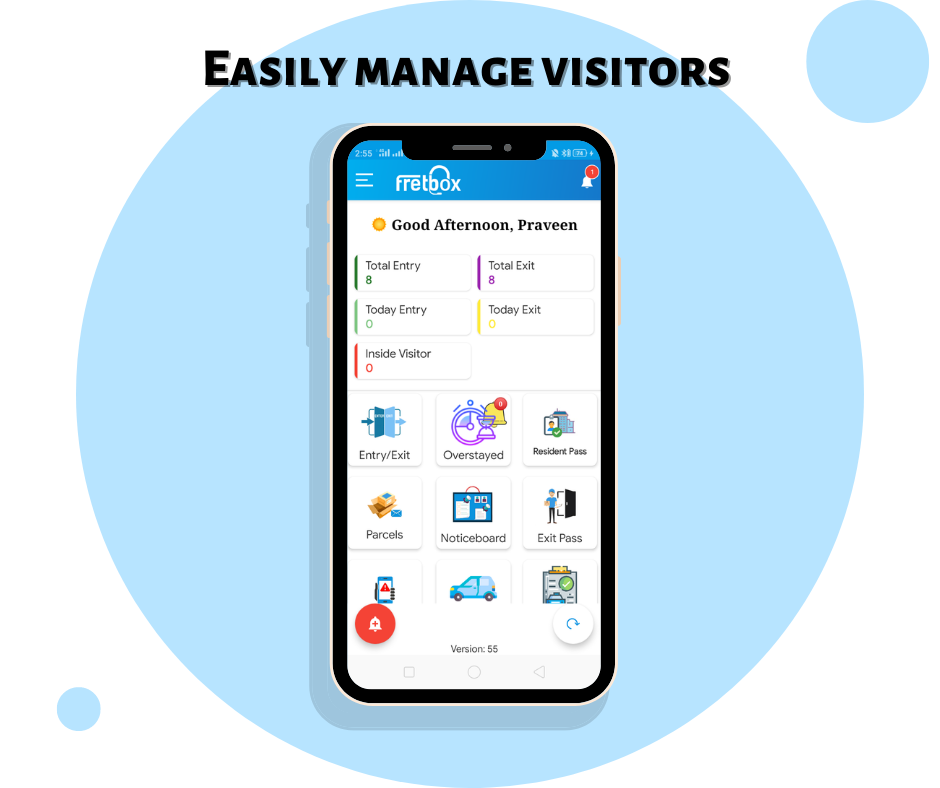 Easily manage visitors
2:55
fretbox
1
Good Afternoon, Praveen
Total Entry
8
Total Exit
8
Today Entry
0
Today Exit
0
Inside Visitor
0
0
Entry/Exit
Overstayed
Resident Pass
Parcels
Noticeboard
Exit Pass
Version: 55